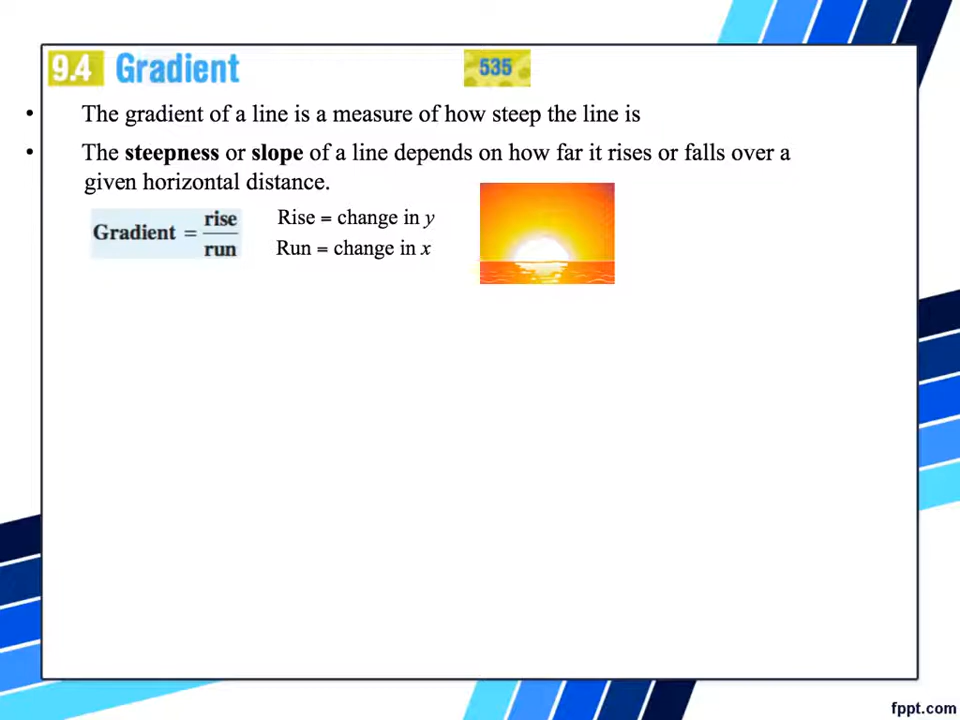 9.4 Gradient 535
• The gradient of a line is a measure of how steep the line is
• The steepness or slope of a line depends on how far it rises or falls over a
given horizontal distance.
Gradient = rise/run
Rise = change in y
Run = change in x
fppt.com